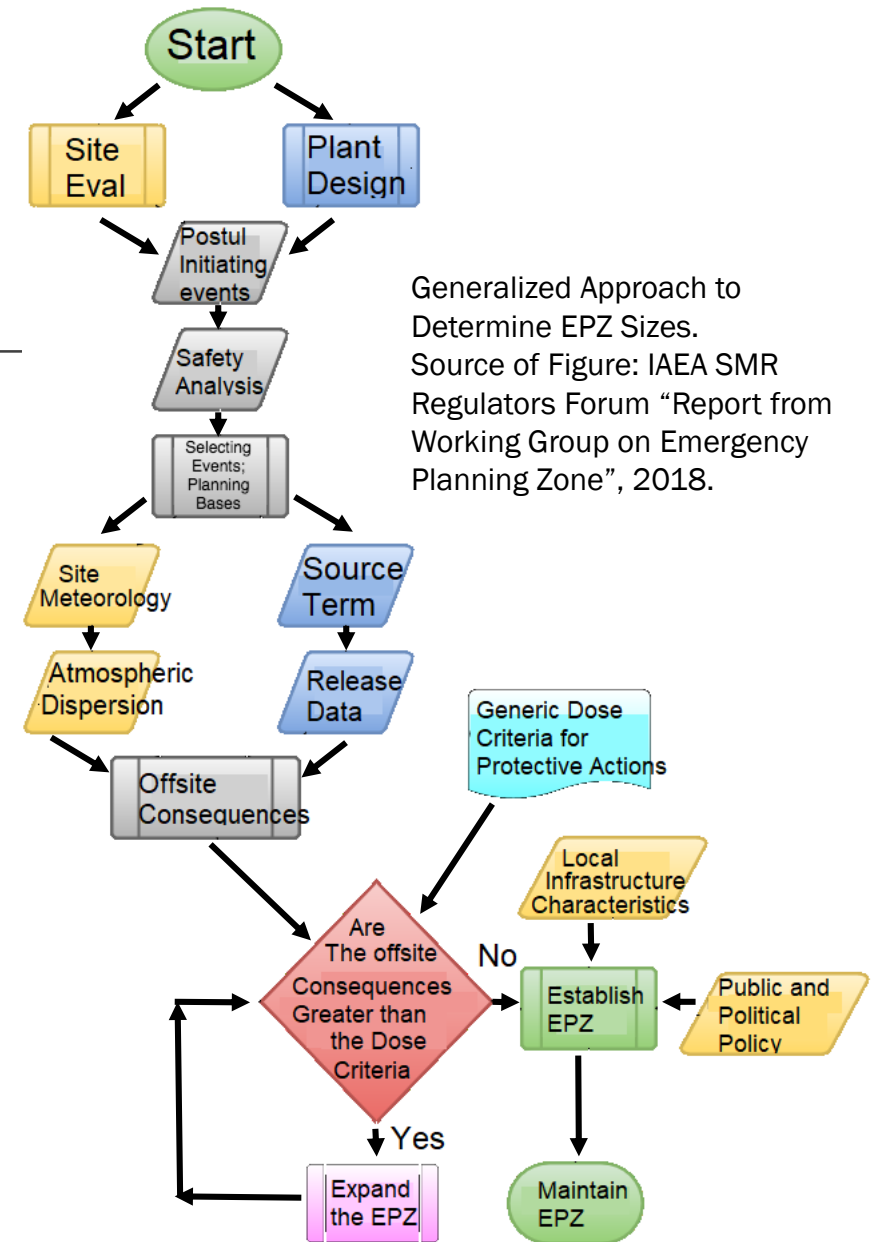 Start
Site
Eval
Plant
Design
Postul
Initiating
events
Generalized Approach to
Determine EPZ Sizes.
Source of Figure: IAEA SMR
Regulators Forum “Report from
Working Group on Emergency
Planning Zone”, 2018.
Safety
Analysis
Selecting
Events;
Planning
Bases
Site
Meteorology
Source
Term
Atmospheric
Dispersion
Release
Data
Generic Dose
Criteria for
Protective Actions
Offsite
Consequences
Local
Infrastructure
Characteristics
Are
The offsite
Consequences
Greater than
the Dose
Criteria
No
Establish
EPZ
Public and
Political
Policy
Yes
Expand
the EPZ
Maintain
EPZ